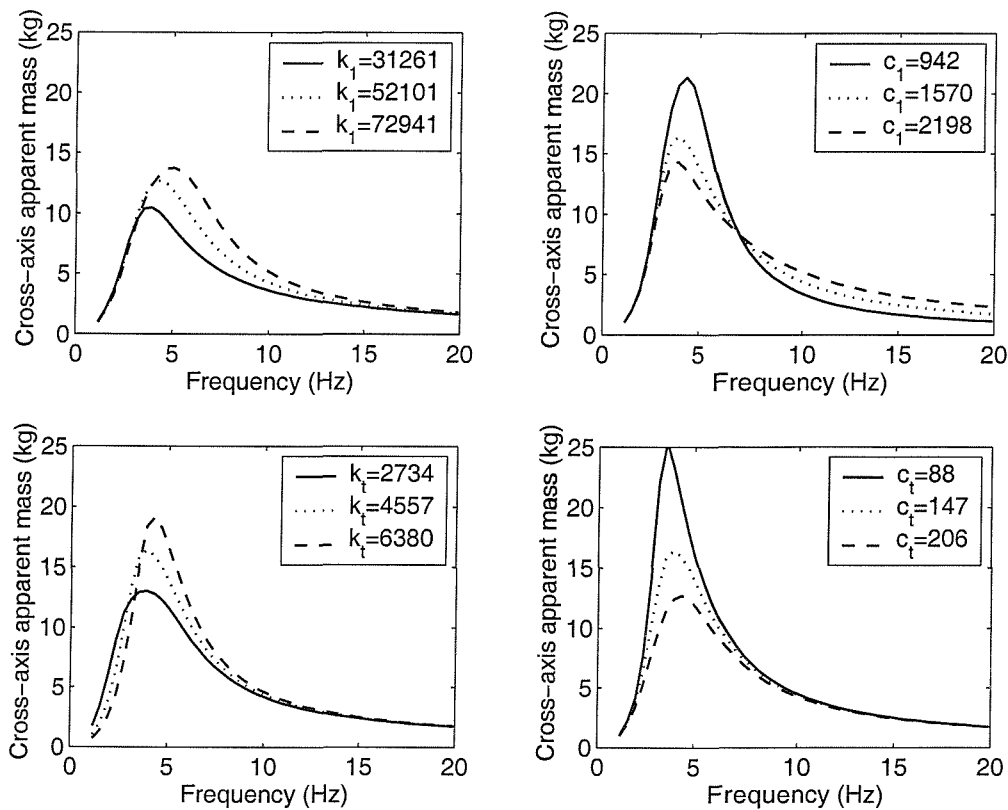 Cross-axis apparent mass (kg)
25
20
15
10
5
0
k1=31261
k1=52101
k1=72941
0 5 10 15 20
Frequency (Hz)
Cross-axis apparent mass (kg)
25
20
15
10
5
0
c1=942
c1=1570
c1=2198
0 5 10 15 20
Frequency (Hz)
Cross-axis apparent mass (kg)
25
20
15
10
5
0
kt=2734
kt=4557
kt=6380
0 5 10 15 20
Frequency (Hz)
Cross-axis apparent mass (kg)
25
20
15
10
5
0
ct=88
ct=147
ct=206
0 5 10 15 20
Frequency (Hz)